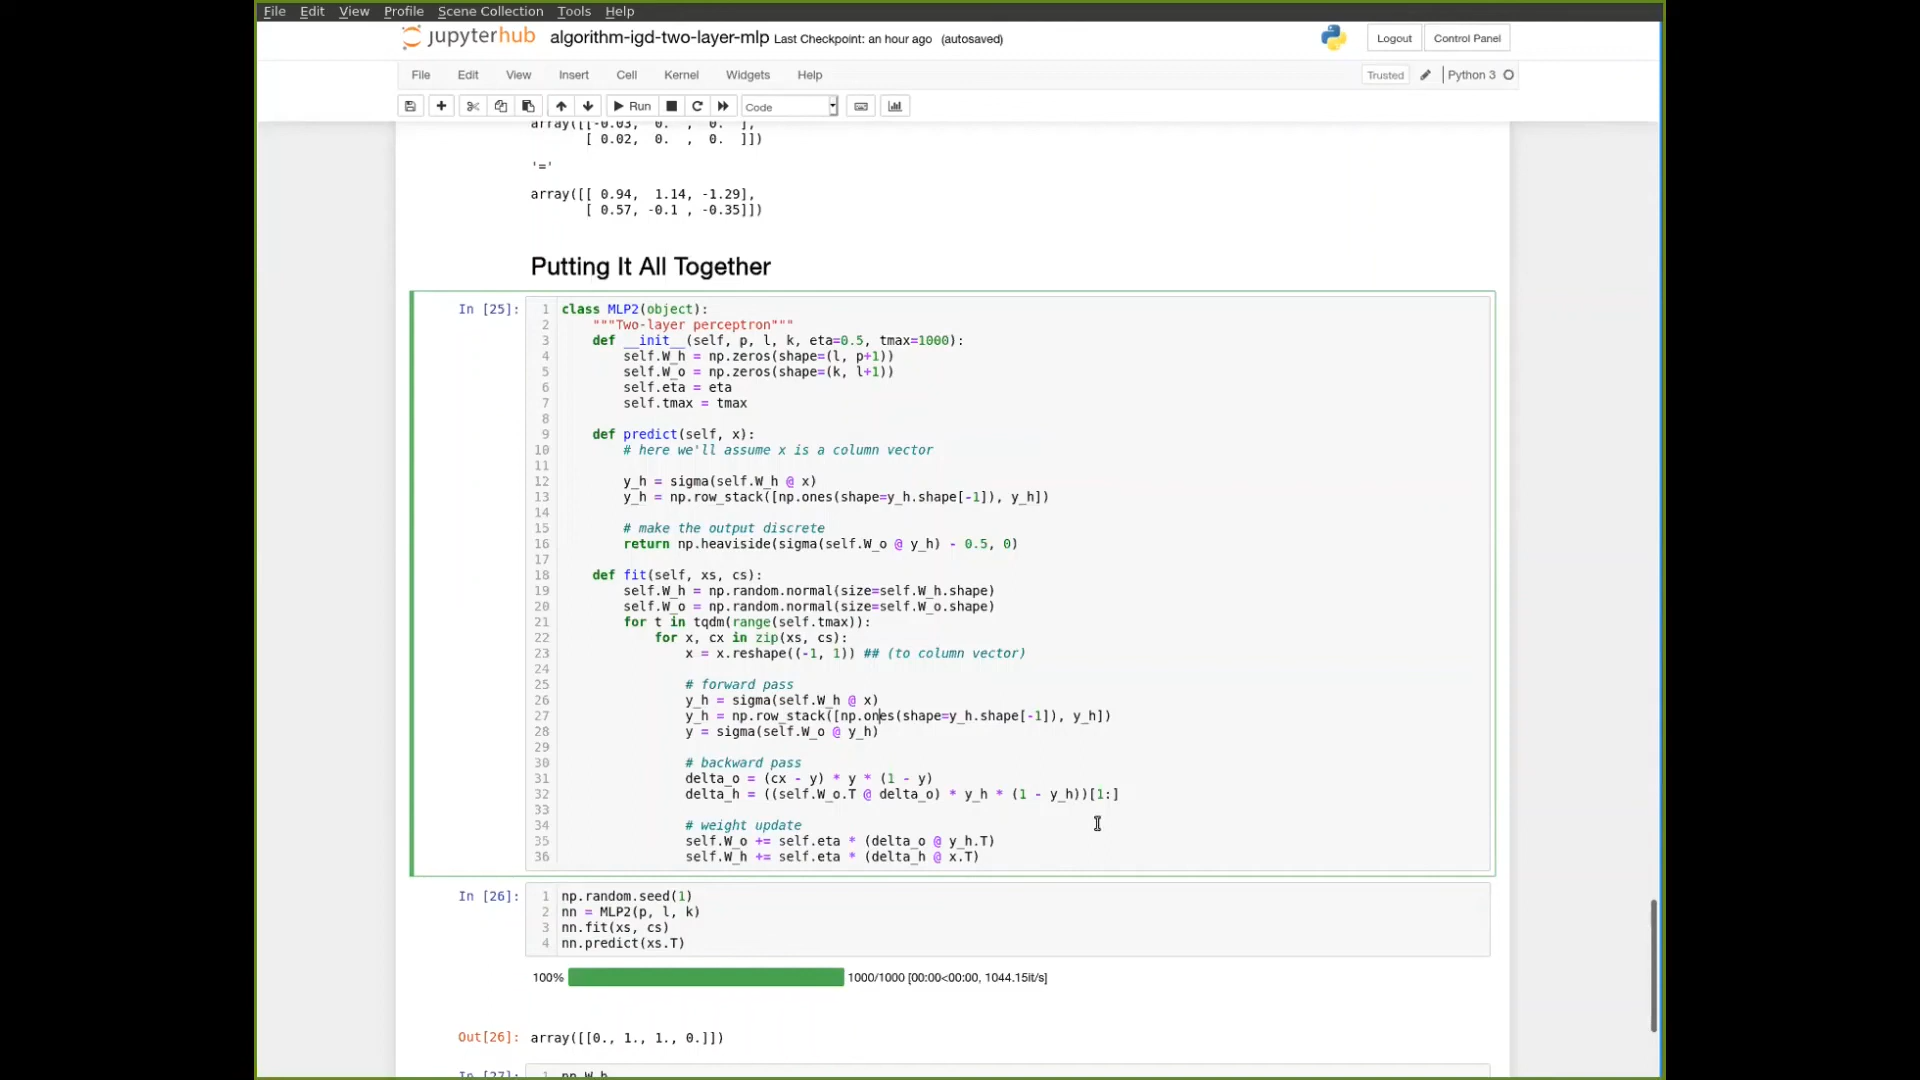 File Edit View Profile Scene Collection Tools Help
jupyterhub algorithm-igd-two-layer-mlp Last Checkpoint: an hour ago (autosaved) Logout Control Panel
File Edit View Insert Cell Kernel Widgets Help Trusted Python 3
Run Code
array([[-0.03, 0. , 0. ],
[ 0.02, 0. , 0. ]])
'='
array([[ 0.94, 1.14, -1.29],
[ 0.57, -0.1 , -0.35]])
Putting It All Together
In [25]: 1 class MLP2(object):
2 """Two-layer perceptron"""
3 def __init__(self, p, l, k, eta=0.5, tmax=1000):
4 self.W_h = np.zeros(shape=(l, p+1))
5 self.W_o = np.zeros(shape=(k, l+1))
6 self.eta = eta
7 self.tmax = tmax
8
9 def predict(self, x):
10 # here we'll assume x is a column vector
11
12 y_h = sigma(self.W_h @ x)
13 y_h = np.row_stack([np.ones(shape=y_h.shape[-1]), y_h])
14
15 # make the output discrete
16 return np.heaviside(sigma(self.W_o @ y_h) - 0.5, 0)
17
18 def fit(self, xs, cs):
19 self.W_h = np.random.normal(size=self.W_h.shape)
20 self.W_o = np.random.normal(size=self.W_o.shape)
21 for t in tqdm(range(self.tmax)):
22 for x, cx in zip(xs, cs):
23 x = x.reshape((-1, 1)) ## (to column vector)
24
25 # forward pass
26 y_h = sigma(self.W_h @ x)
27 y_h = np.row_stack([np.ones(shape=y_h.shape[-1]), y_h])
28 y = sigma(self.W_o @ y_h)
29
30 # backward pass
31 delta_o = (cx - y) * y * (1 - y)
32 delta_h = ((self.W_o.T @ delta_o) * y_h * (1 - y_h))[1:]
33
34 # weight update
35 self.W_o += self.eta * (delta_o @ y_h.T)
36 self.W_h += self.eta * (delta_h @ x.T)
In [26]: 1 np.random.seed(1)
2 nn = MLP2(p, l, k)
3 nn.fit(xs, cs)
4 nn.predict(xs.T)
100% 1000/1000 [00:00<00:00, 1044.15it/s]
Out[26]: array([[0., 1., 1., 0.]])
In [27]: 1 nn.W_h